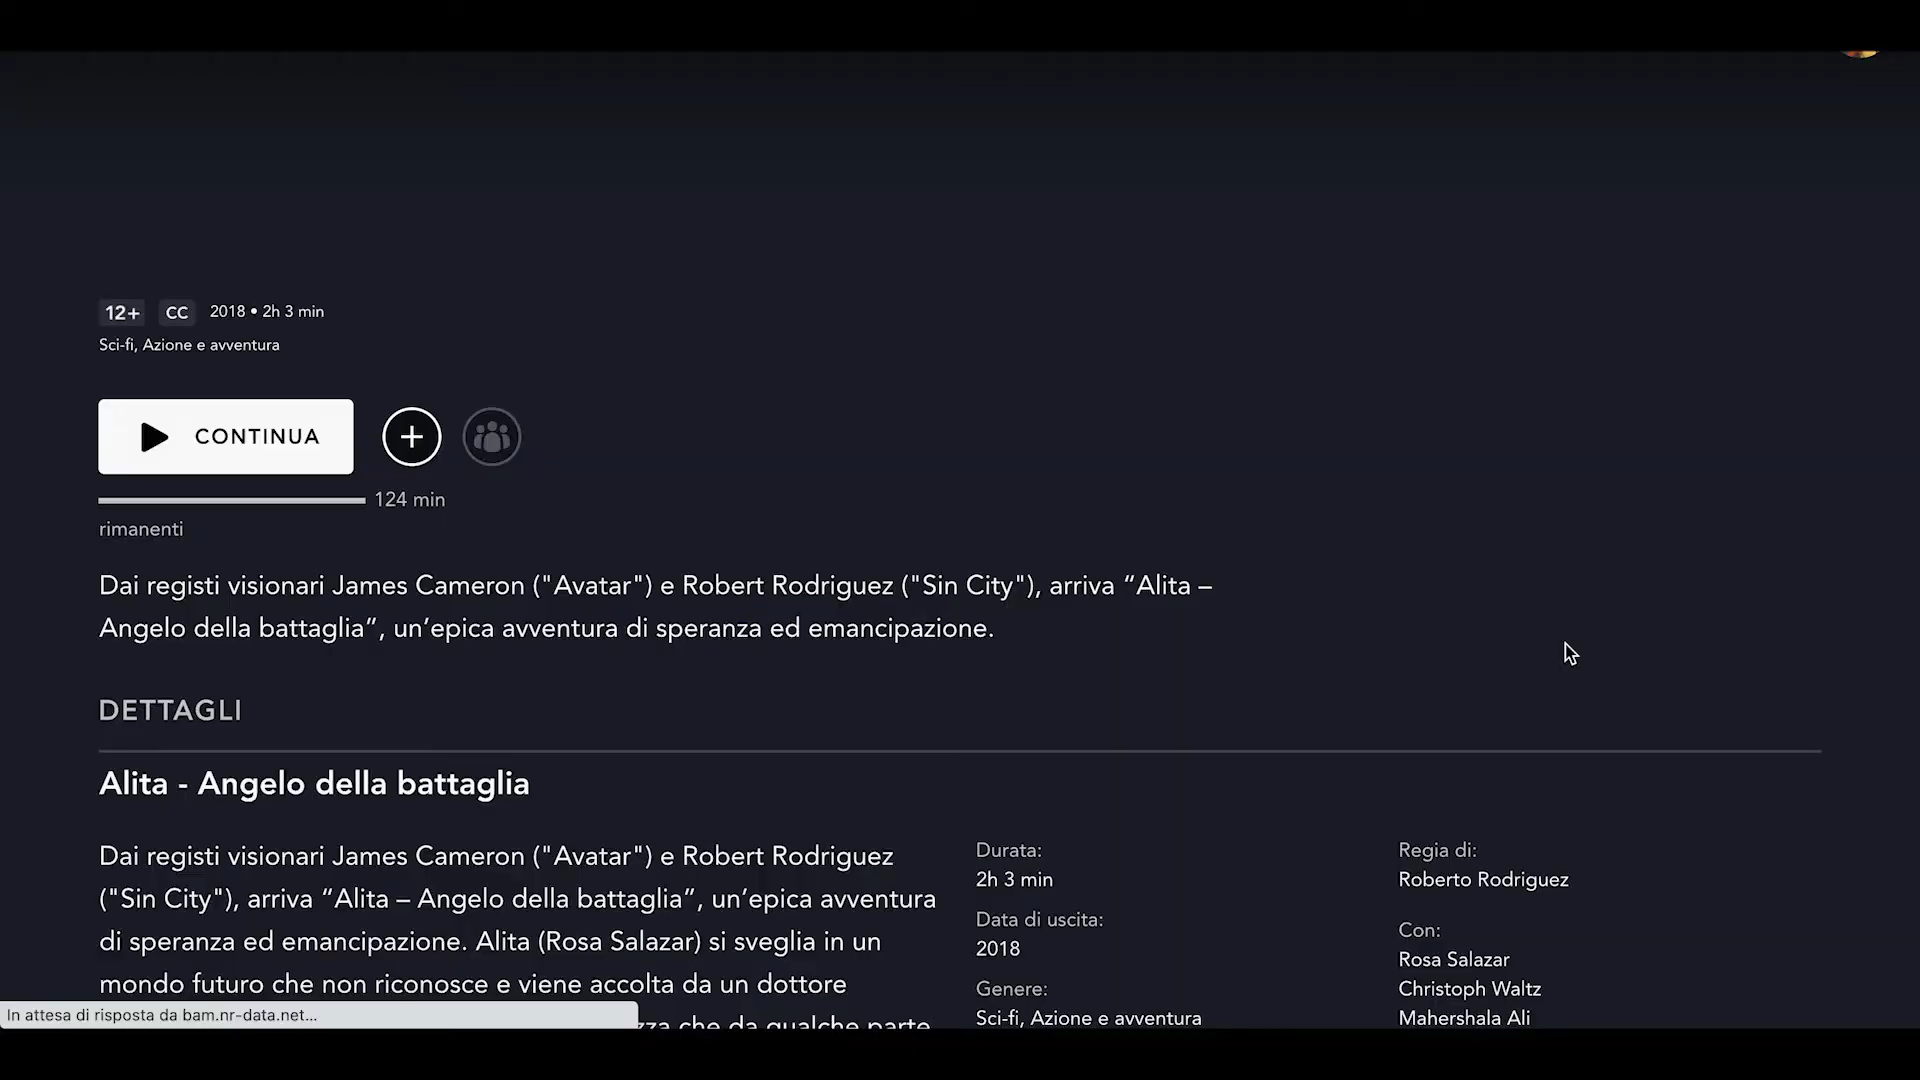 12+ CC 2018 • 2h 3 min
Sci-fi, Azione e avventura
CONTINUA
124 min
rimanenti
Dai registi visionari James Cameron ("Avatar") e Robert Rodriguez ("Sin City"), arriva “Alita –
Angelo della battaglia”, un’epica avventura di speranza ed emancipazione.
DETTAGLI
Alita - Angelo della battaglia
Dai registi visionari James Cameron ("Avatar") e Robert Rodriguez
("Sin City"), arriva “Alita – Angelo della battaglia”, un’epica avventura
di speranza ed emancipazione. Alita (Rosa Salazar) si sveglia in un
mondo futuro che non riconosce e viene accolta da un dottore
che da qualche parte
Durata:
2h 3 min
Data di uscita:
2018
Genere:
Sci-fi, Azione e avventura
Regia di:
Roberto Rodriguez
Con:
Rosa Salazar
Christoph Waltz
Mahershala Ali
In attesa di risposta da bam.nr-data.net...